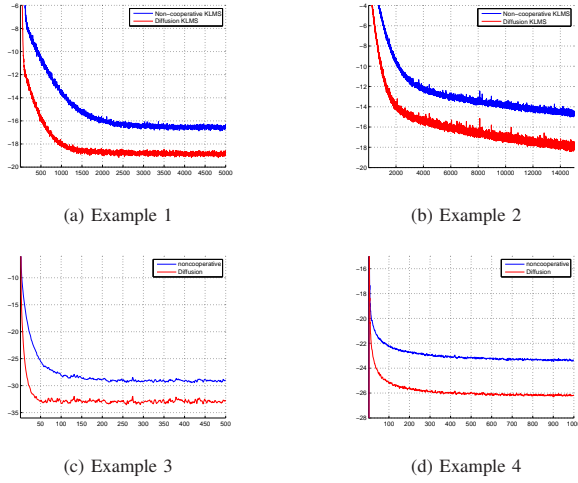 −6
−8
−10
−12
−14
−16
−18
−20
Non−cooperative KLMS
Diffusion KLMS
500 1000 1500 2000 2500 3000 3500 4000 4500 5000
(a) Example 1
−4
−6
−8
−10
−12
−14
−16
−18
−20
Non−cooperative KLMS
Diffusion KLMS
2000 4000 6000 8000 10000 12000 14000
(b) Example 2
−10
−15
−20
−25
−30
−35
noncooperative
Diffusion
50 100 150 200 250 300 350 400 450 500
(c) Example 3
−16
−18
−20
−22
−24
−26
−28
noncooperative
Diffusion
100 200 300 400 500 600 700 800 900 1000
(d) Example 4